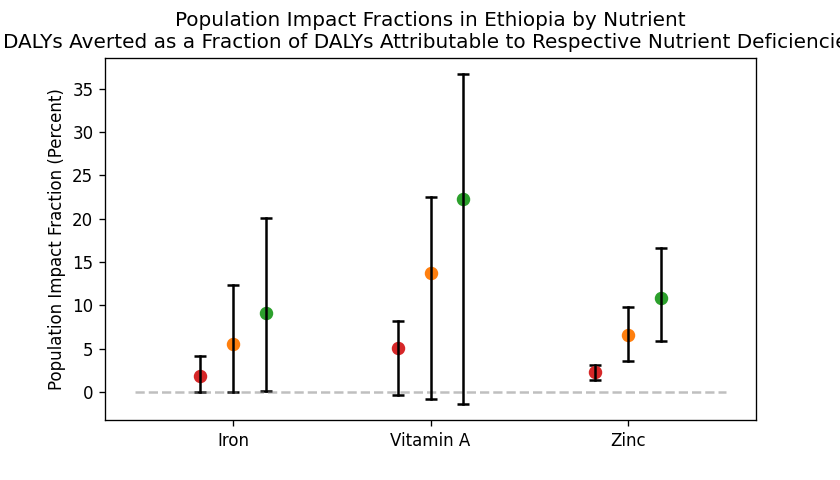 Population Impact Fractions in Ethiopia by Nutrient
DALYs Averted as a Fraction of DALYs Attributable to Respective Nutrient
Population Impact Fraction (Percent)
35
30
25
20
15
10
5
0
Iron
Vitamin A
Zinc